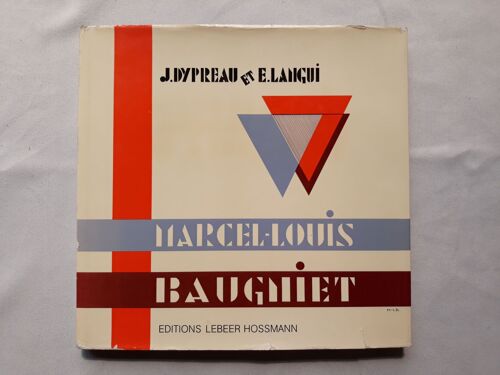 J. DYPREAU ET E. LANGUI
MARCEL-LOUIS
BAUGNIET
EDITIONS LEBEER HOSSMANN